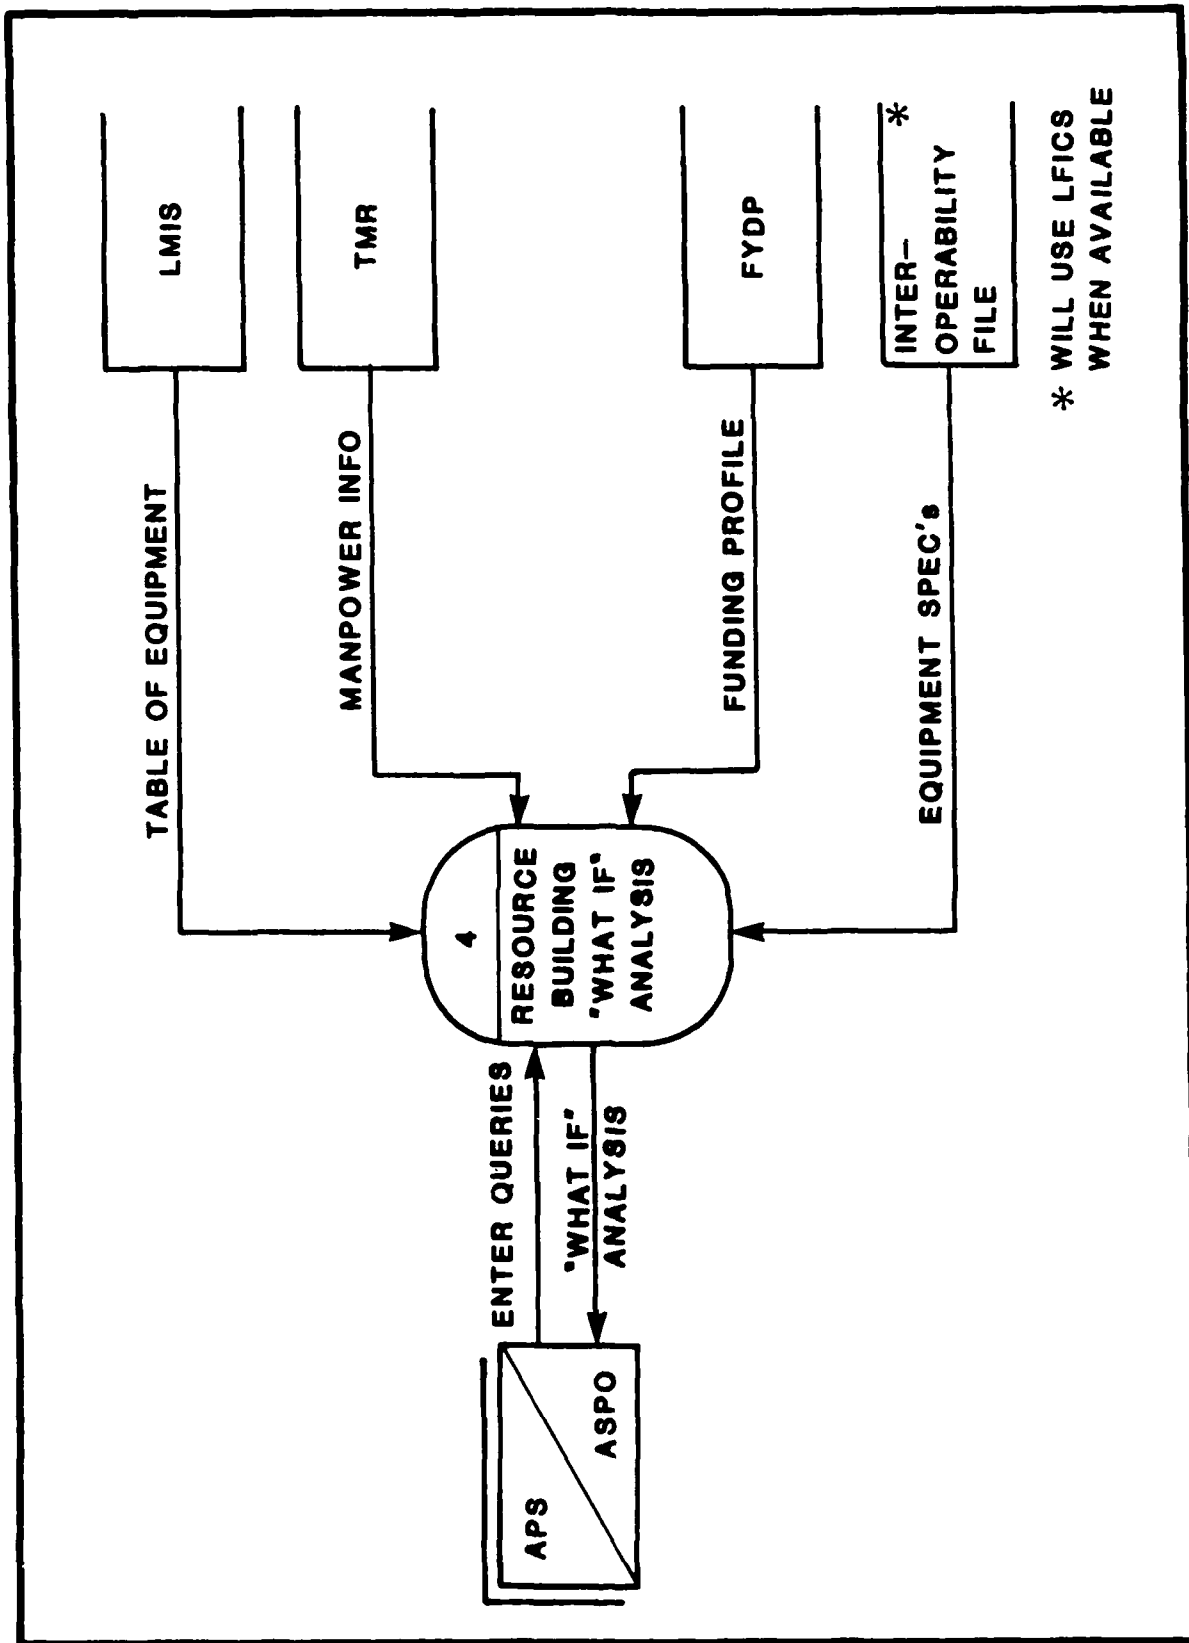 LMIS
TABLE OF EQUIPMENT
TMR
MANPOWER INFO
4
RESOURCE
BUILDING
"WHAT IF"
ANALYSIS
ENTER QUERIES
"WHAT IF"
ANALYSIS
APS
ASPO
FUNDING PROFILE
FYDP
EQUIPMENT SPEC's
INTER- *
OPERABILITY
FILE
* WILL USE LFICS
WHEN AVAILABLE